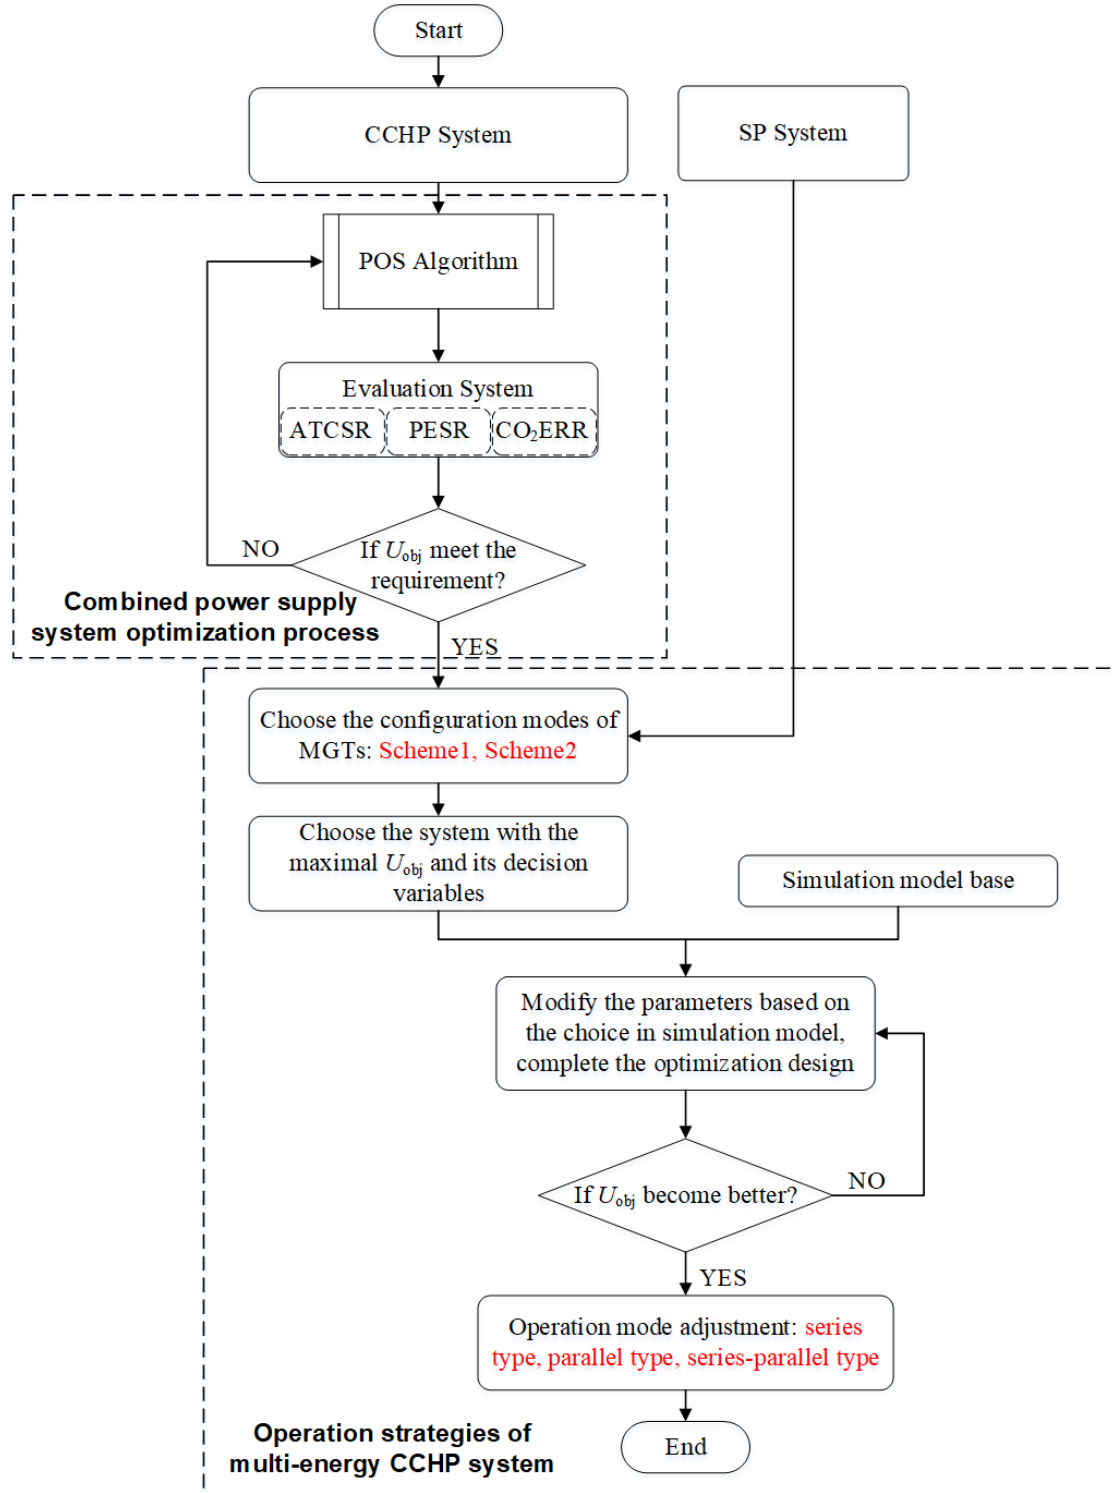 Start
CCHP System
SP System
POS Algorithm
Evaluation System
ATCSR PESR CO₂ERR
If Uobj meet the
requirement?
NO
Combined power supply
system optimization process
YES
Choose the configuration modes of
MGTs: Scheme1, Scheme2
Choose the system with the
maximal Uobj and its decision
variables
Simulation model base
Modify the parameters based on
the choice in simulation model,
complete the optimization design
If Uobj become better?
NO
YES
Operation mode adjustment: series
type, parallel type, series-parallel type
Operation strategies of
multi-energy CCHP system
End